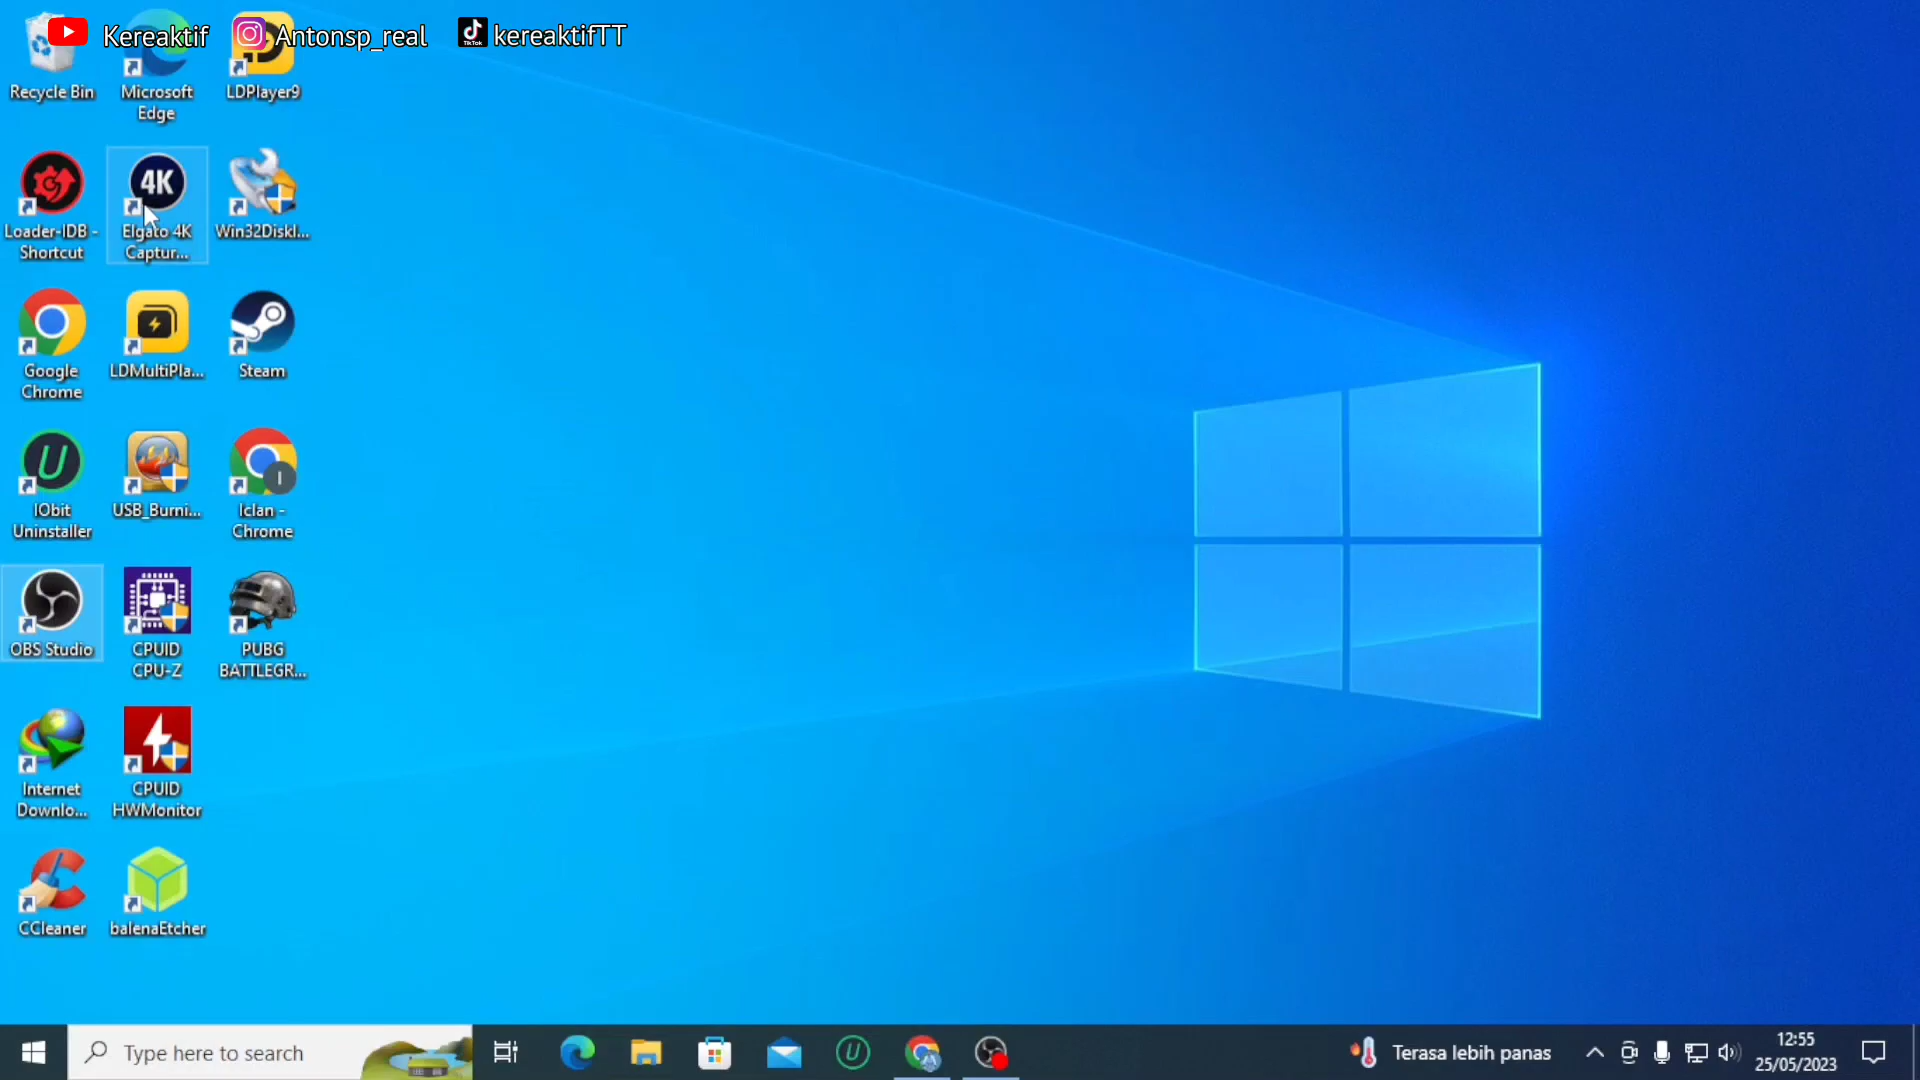 Kereaktif
Antonsp_real
TikTok
kereaktifTT
Recycle Bin
Microsoft
Edge
LDPlayer9
Loader-IDB -
Shortcut
4K
Elgato 4K
Captur...
Win32DiskI...
Google
Chrome
LDMultiPla...
Steam
IObit
Uninstaller
USB_Burni...
I
Iclan -
Chrome
OBS Studio
CPUID
CPU-Z
PUBG
BATTLEGR...
Internet
Downlo...
CPUID
HWMonitor
CCleaner
balenaEtcher
Type here to search
Terasa lebih panas
12:55
25/05/2023